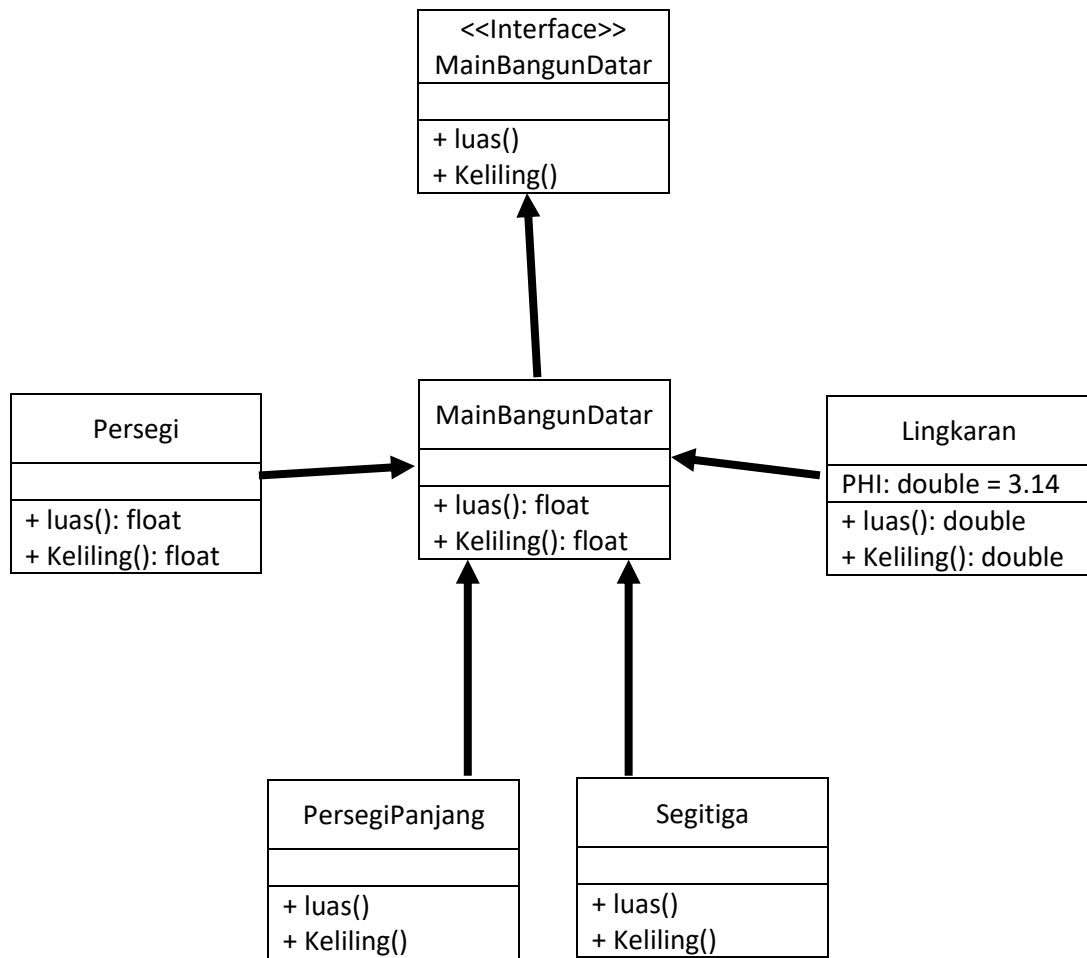 <<Interface>>
MainBangunDatar
+ luas()
+ Keliling()
Persegi
+ luas(): float
+ Keliling(): float
MainBangunDatar
+ luas(): float
+ Keliling(): float
Lingkaran
PHI: double = 3.14
+ luas(): double
+ Keliling(): double
PersegiPanjang
+ luas()
+ Keliling()
Segitiga
+ luas()
+ Keliling()